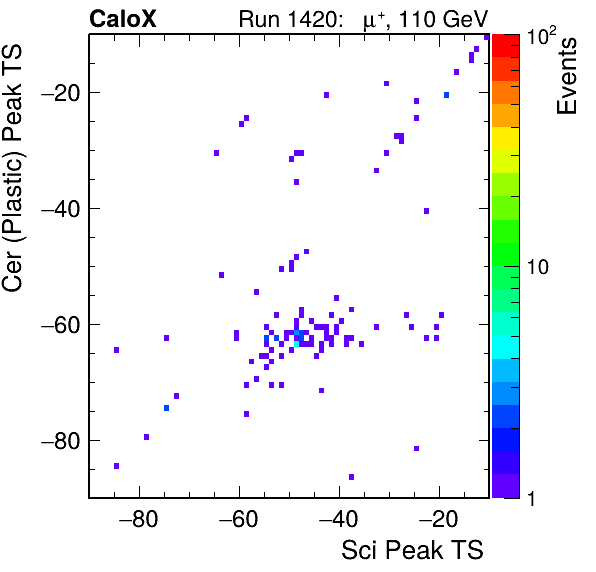 CaloX Run 1420: μ⁺, 110 GeV
Cer (Plastic) Peak TS
−20
−40
−60
−80
−80 −60 −40 −20
Sci Peak TS
10²
10
1
Events